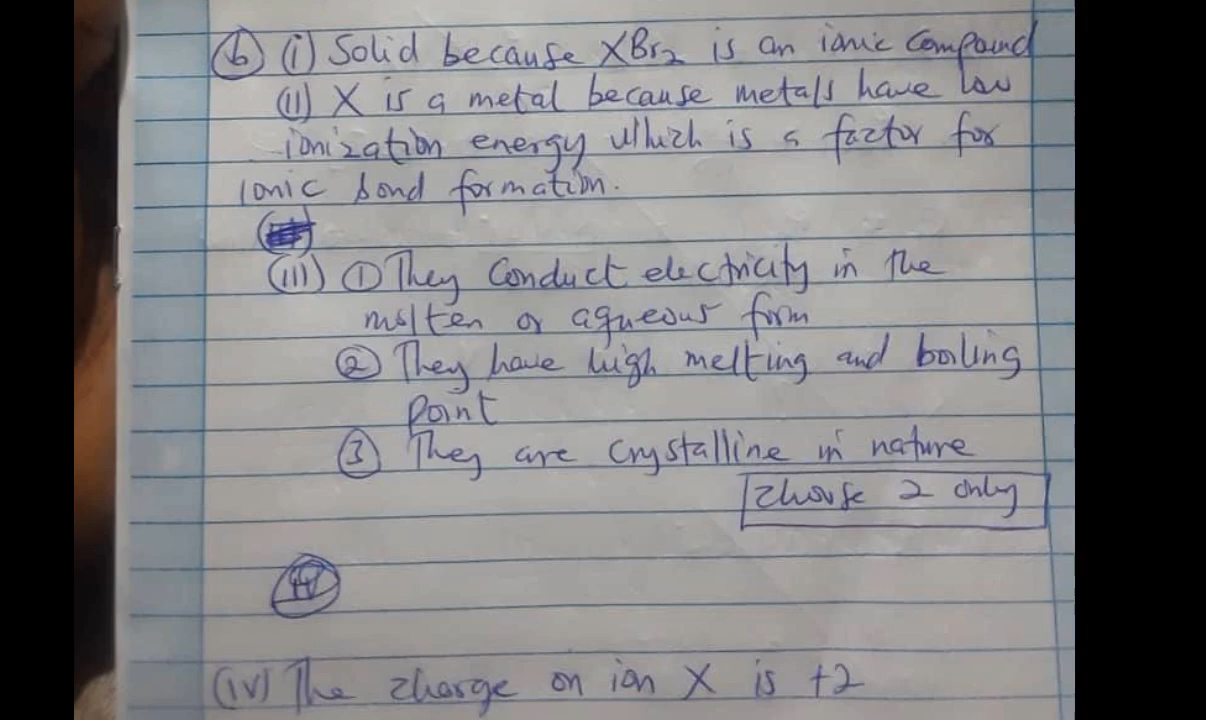 (b) (i) Solid because XBr₂ is an ionic compound
(ii) X is a metal because metals have low
ionization energy which is a factor for
ionic bond formation.
(iii) ① They conduct electricity in the
molten or aqueous form
② They have high melting and boiling
point
③ They are crystalline in nature
choose 2 only
(iv) The charge on ion X is +2